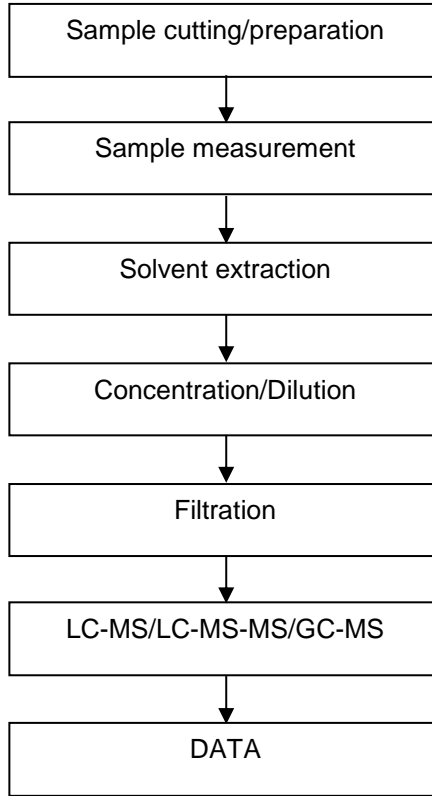 Sample cutting/preparation
Sample measurement
Solvent extraction
Concentration/Dilution
Filtration
LC-MS/LC-MS-MS/GC-MS
DATA